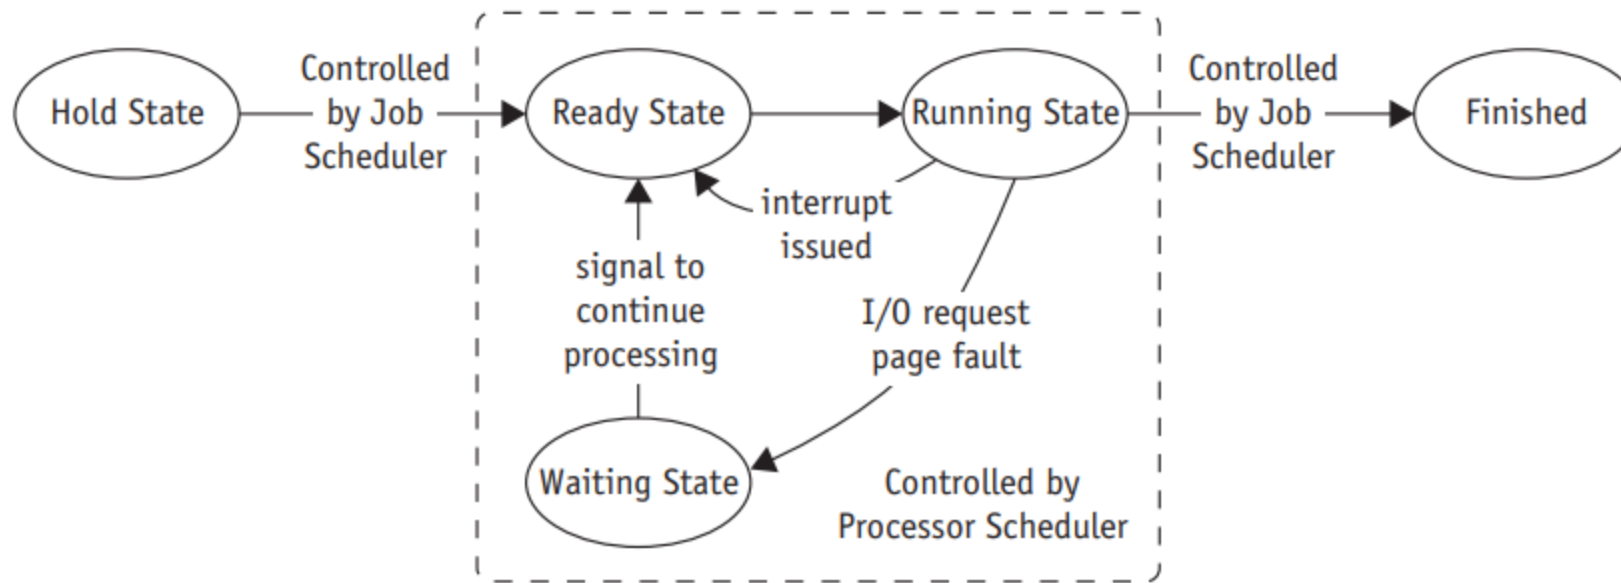 Hold State
Controlled
by Job
Scheduler
Ready State
Running State
Controlled
by Job
Scheduler
Finished
interrupt
issued
signal to
continue
processing
I/O request
page fault
Waiting State
Controlled by
Processor Scheduler